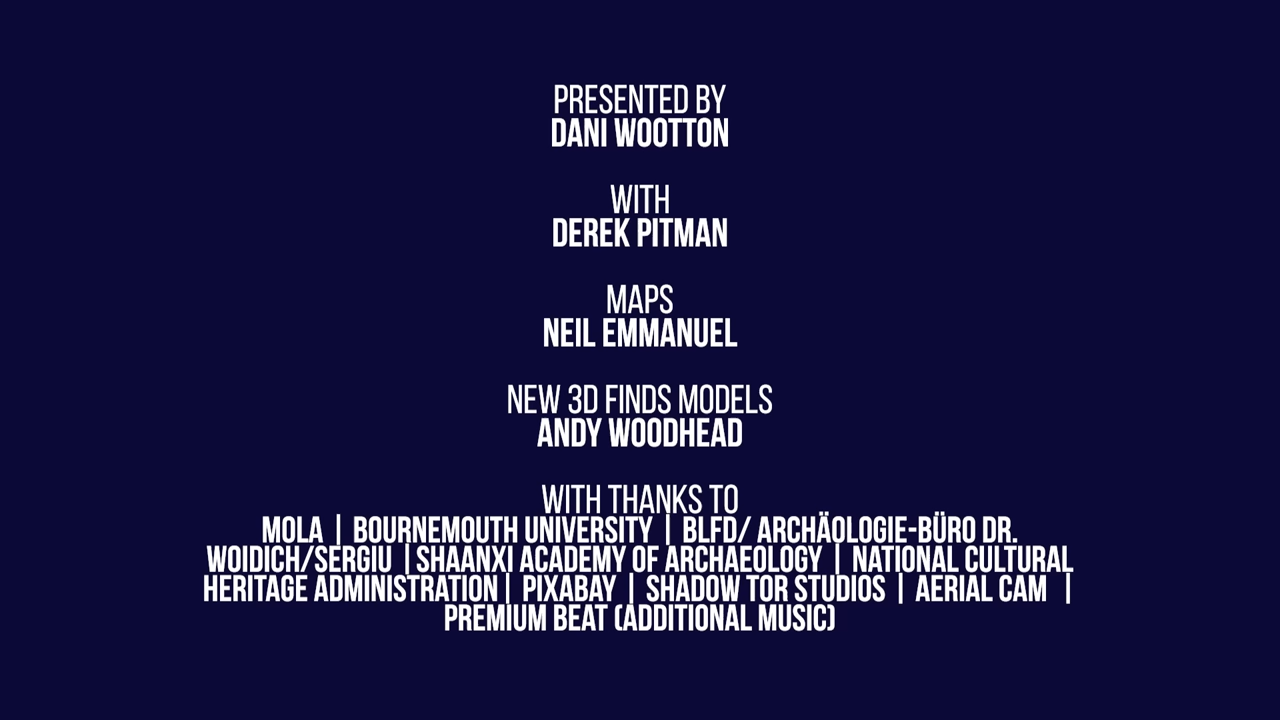 PRESENTED BY
DANI WOOTTON
WITH
DEREK PITMAN
MAPS
NEIL EMMANUEL
NEW 3D FINDS MODELS
ANDY WOODHEAD
WITH THANKS TO
MOLA | BOURNEMOUTH UNIVERSITY | BLFD/ ARCHÄOLOGIE-BÜRO DR.
WOIDICH/SERGIU | SHAANXI ACADEMY OF ARCHAEOLOGY | NATIONAL CULTURAL
HERITAGE ADMINISTRATION | PIXABAY | SHADOW TOR STUDIOS | AERIAL CAM |
PREMIUM BEAT (ADDITIONAL MUSIC)